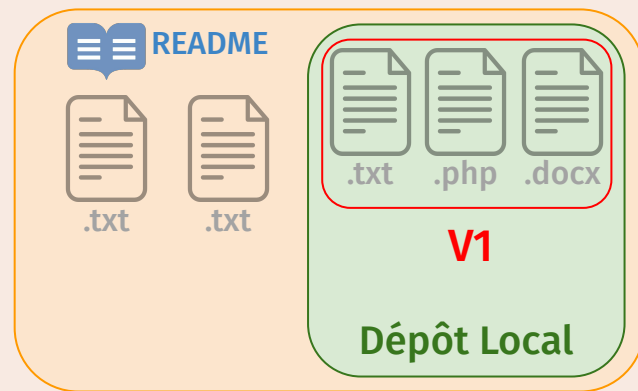 README
.txt
.txt
.txt
.php
.docx
V1
Dépôt Local